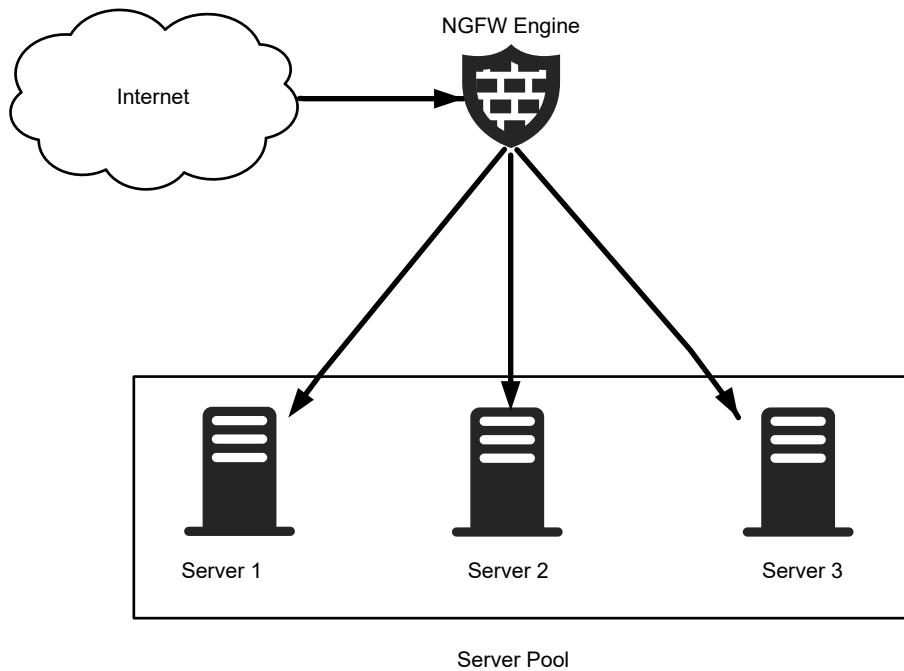 NGFW Engine
Internet
Server 1
Server 2
Server 3
Server Pool